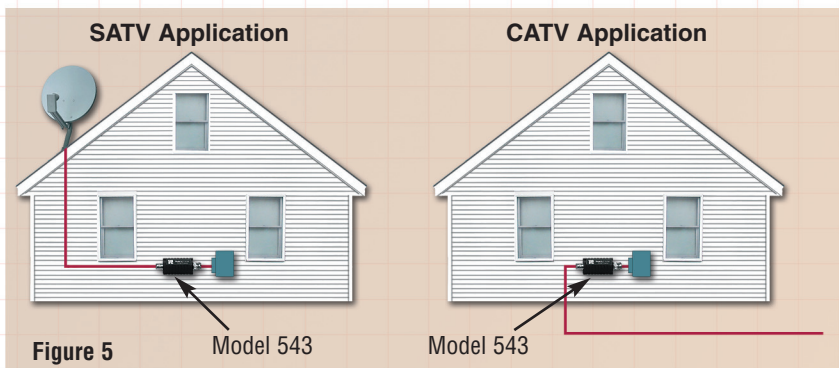 SATV Application
CATV Application
Figure 5
Model 543
Model 543